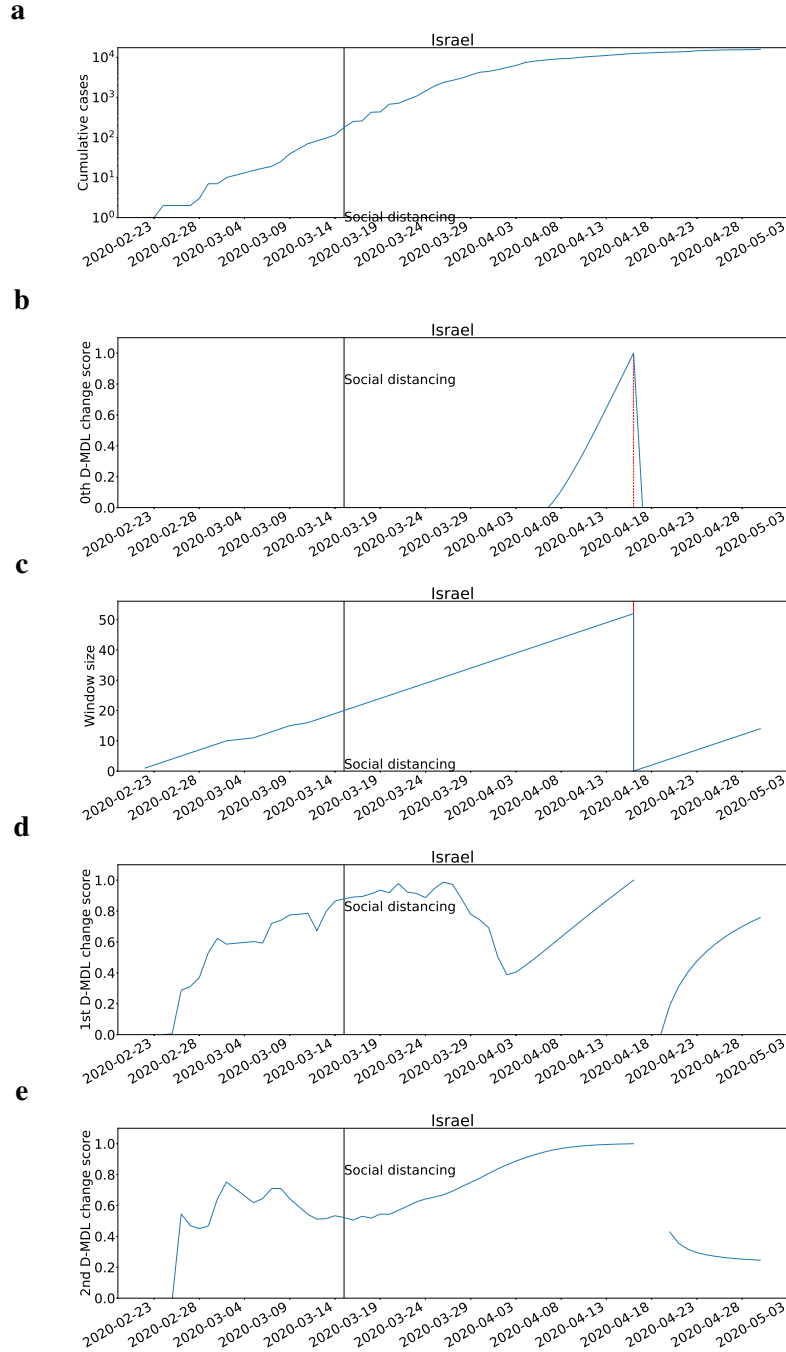 a
Israel
Cumulative cases
10⁴
10³
10²
10¹
10⁰
Social distancing
2020-02-23 2020-02-28 2020-03-04 2020-03-09 2020-03-14 2020-03-19 2020-03-24 2020-03-29 2020-04-03 2020-04-08 2020-04-13 2020-04-18 2020-04-23 2020-04-28 2020-05-03
b
Israel
0th D-MDL change score
1.0
0.8
0.6
0.4
0.2
0.0
Social distancing
2020-02-23 2020-02-28 2020-03-04 2020-03-09 2020-03-14 2020-03-19 2020-03-24 2020-03-29 2020-04-03 2020-04-08 2020-04-13 2020-04-18 2020-04-23 2020-04-28 2020-05-03
c
Israel
Window size
50
40
30
20
10
0
Social distancing
2020-02-23 2020-02-28 2020-03-04 2020-03-09 2020-03-14 2020-03-19 2020-03-24 2020-03-29 2020-04-03 2020-04-08 2020-04-13 2020-04-18 2020-04-23 2020-04-28 2020-05-03
d
Israel
1st D-MDL change score
1.0
0.8
0.6
0.4
0.2
0.0
Social distancing
2020-02-23 2020-02-28 2020-03-04 2020-03-09 2020-03-14 2020-03-19 2020-03-24 2020-03-29 2020-04-03 2020-04-08 2020-04-13 2020-04-18 2020-04-23 2020-04-28 2020-05-03
e
Israel
2nd D-MDL change score
1.0
0.8
0.6
0.4
0.2
0.0
Social distancing
2020-02-23 2020-02-28 2020-03-04 2020-03-09 2020-03-14 2020-03-19 2020-03-24 2020-03-29 2020-04-03 2020-04-08 2020-04-13 2020-04-18 2020-04-23 2020-04-28 2020-05-03